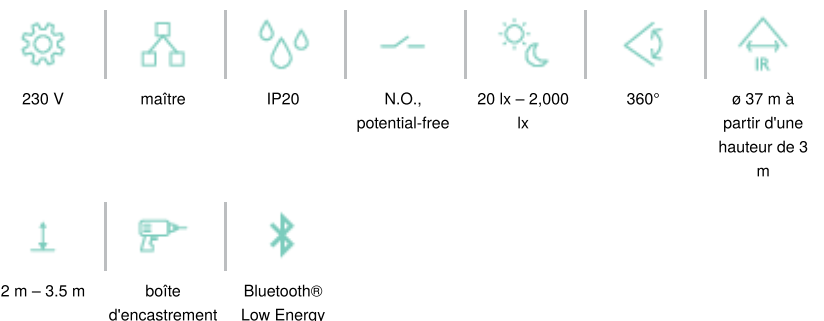 IR
230 V
maître
IP20
N.O.,
potential-free
20 lx – 2,000
lx
360°
ø 37 m à
partir d'une
hauteur de 3
m
2 m – 3.5 m
boîte
d'encastrement
Bluetooth®
Low Energy